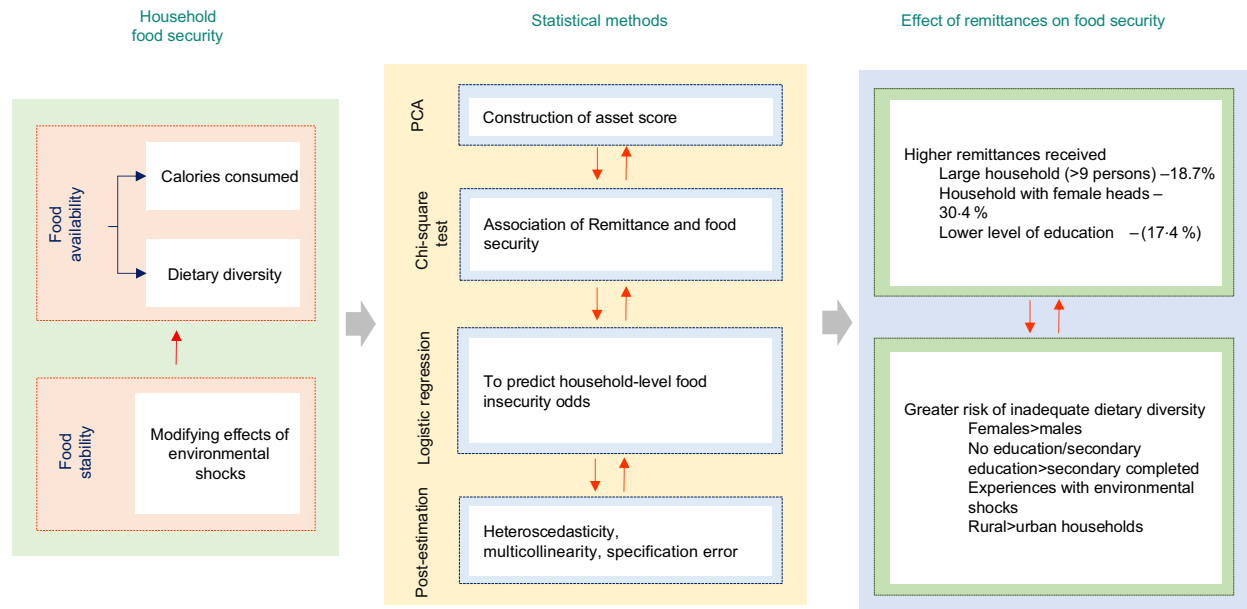 Household
food security
Food
availability
Calories consumed
Dietary diversity
Food
stability
Modifying effects of
environmental
shocks
Statistical methods
PCA
Construction of asset score
Chi-square
test
Association of Remittance and food
security
Logistic regression
To predict household-level food
insecurity odds
Post-estimation
Heteroscedasticity,
multicollinearity, specification error
Effect of remittances on food security
Higher remittances received
Large household (>9 persons) –18.7%
Household with female heads –
30·4 %
Lower level of education – (17·4 %)
Greater risk of inadequate dietary diversity
Females>males
No education/secondary
education>secondary completed
Experiences with environmental
shocks
Rural>urban households